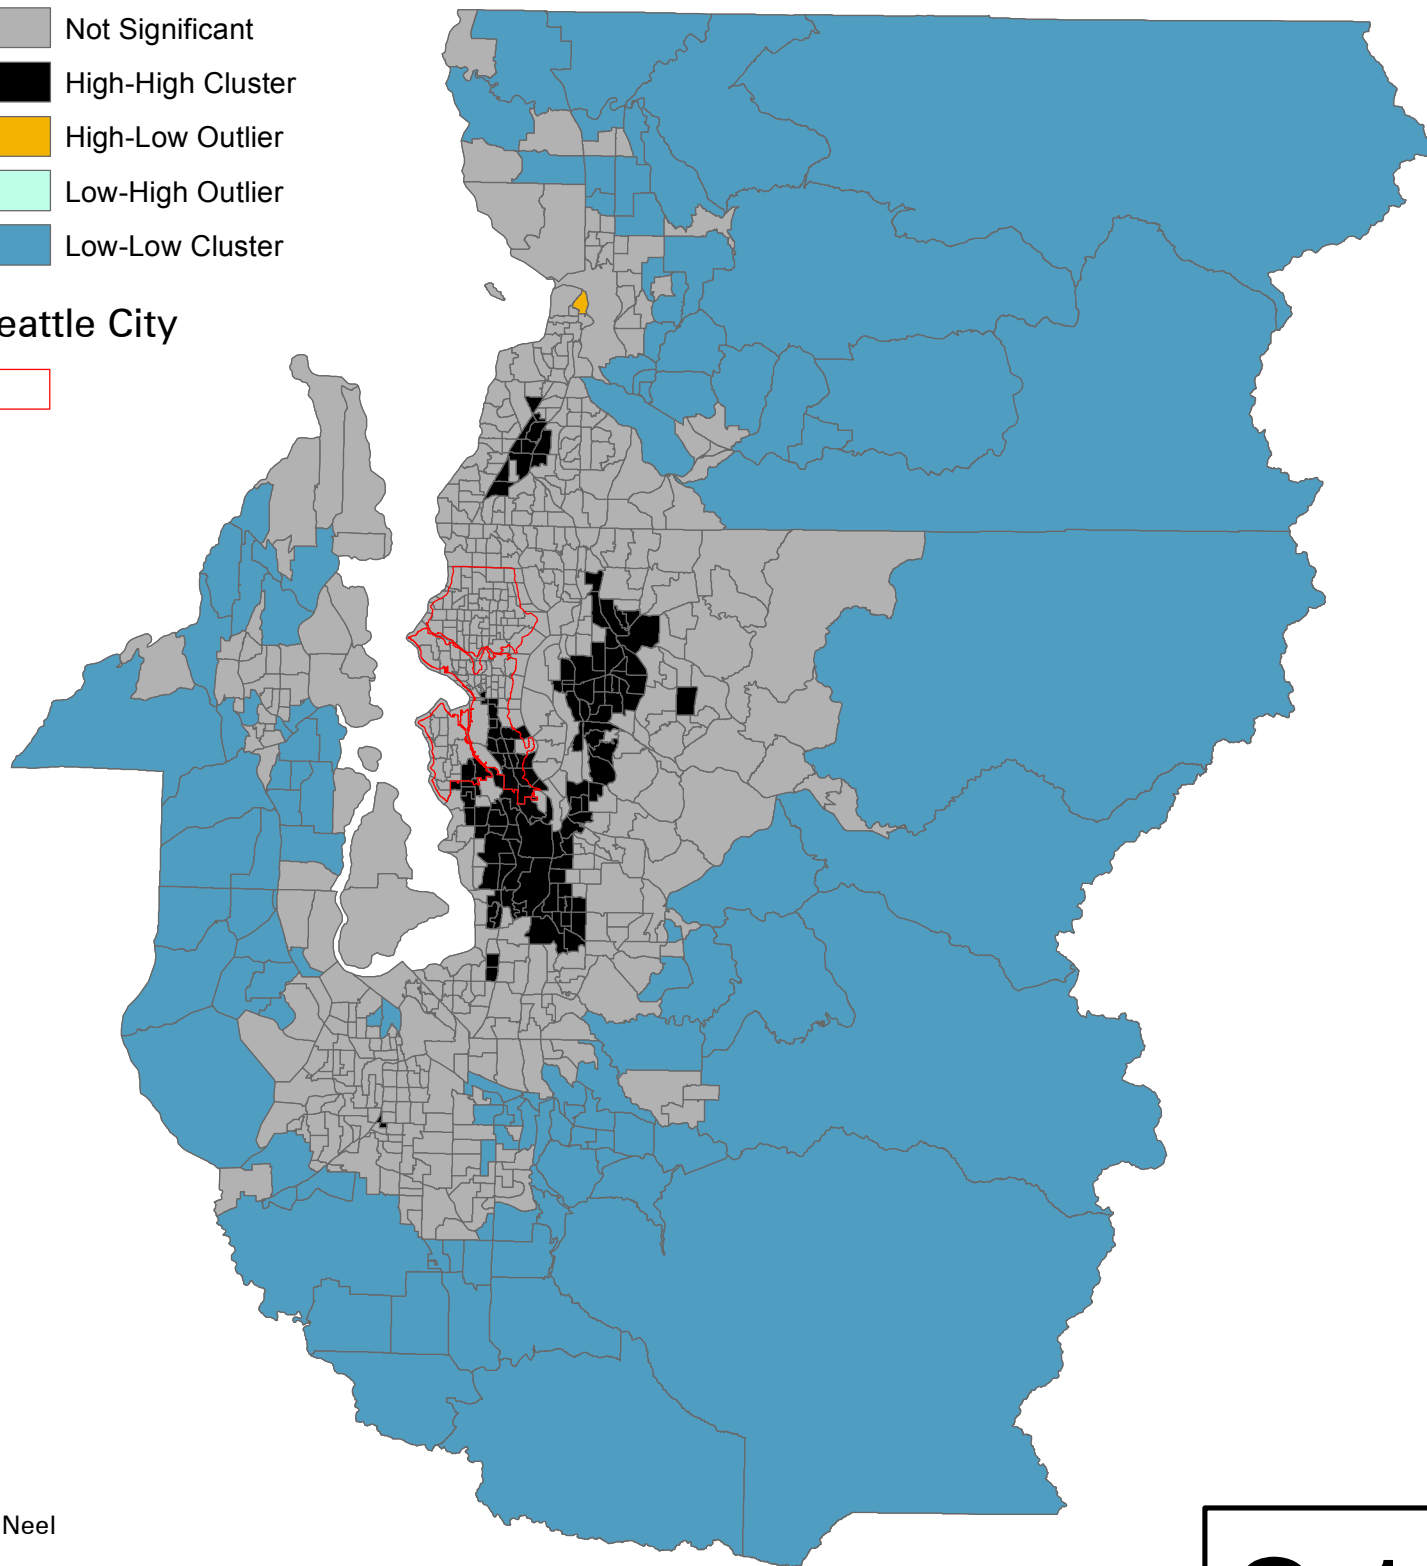 Not Significant
High-High Cluster
High-Low Outlier
Low-High Outlier
Low-Low Cluster
eattle City
Neel